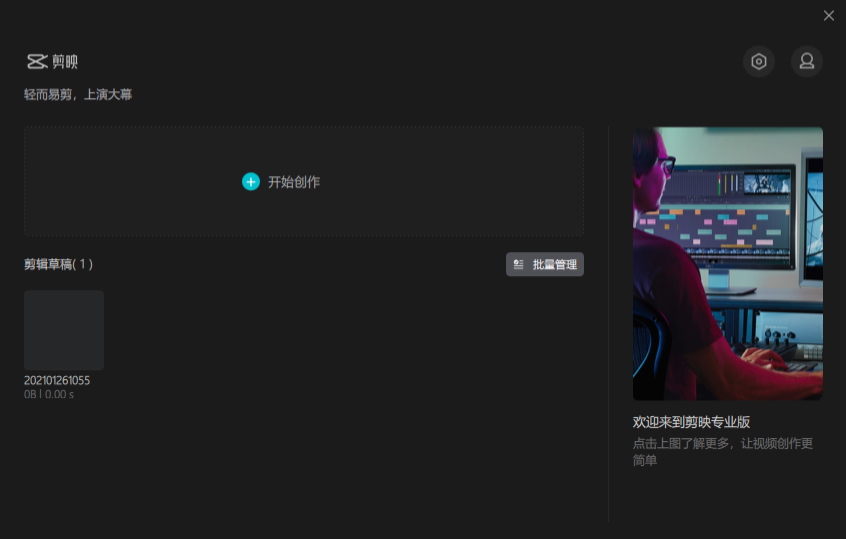 剪映
轻而易剪，上演大幕
开始创作
剪辑草稿( 1 )
批量管理
202101261055
0B | 0.00 s
欢迎来到剪映专业版
点击上图了解更多，让视频创作更
简单